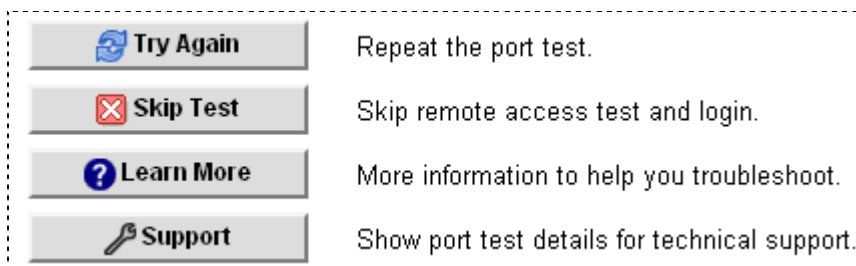 Try Again Repeat the port test.
Skip Test Skip remote access test and login.
Learn More More information to help you troubleshoot.
Support Show port test details for technical support.